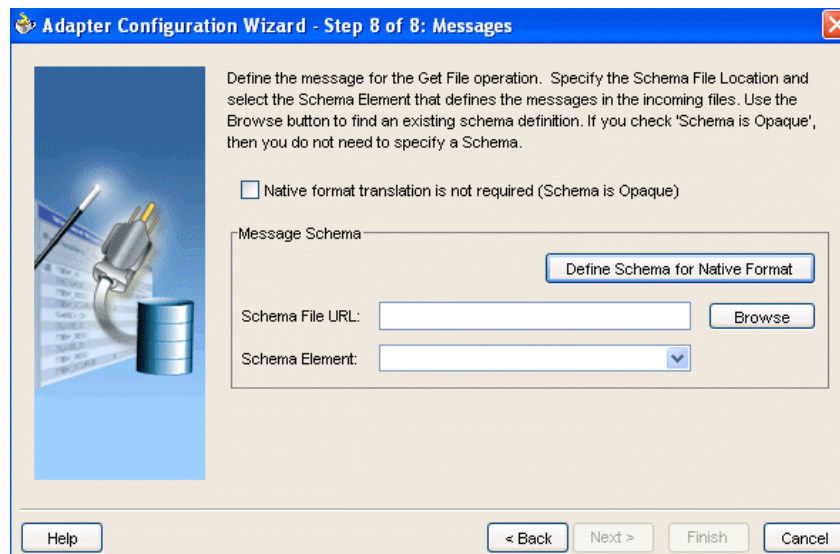 Adapter Configuration Wizard - Step 8 of 8: Messages
Define the message for the Get File operation. Specify the Schema File Location and
select the Schema Element that defines the messages in the incoming files. Use the
Browse button to find an existing schema definition. If you check 'Schema is Opaque',
then you do not need to specify a Schema.
Native format translation is not required (Schema is Opaque)
Message Schema
Define Schema for Native Format
Schema File URL:
Browse
Schema Element:
Help
< Back
Next >
Finish
Cancel